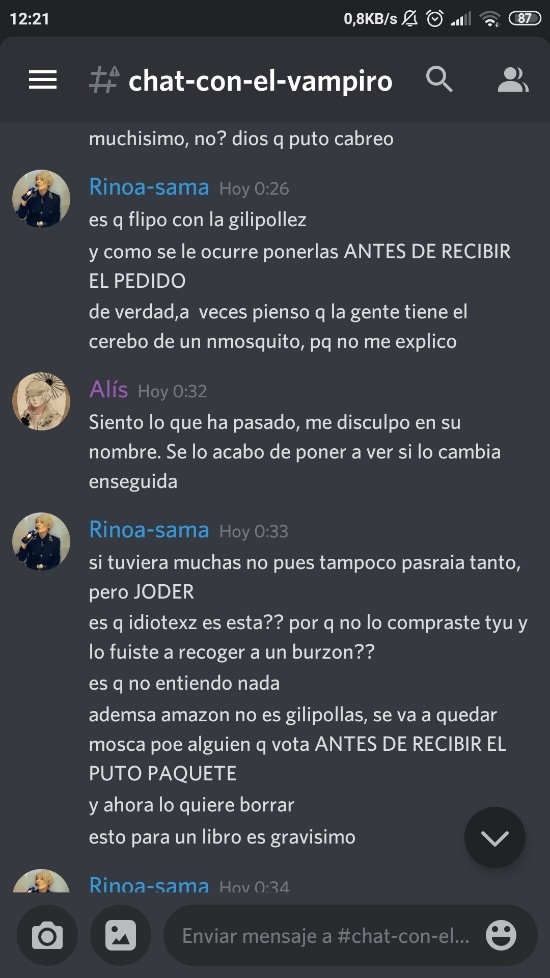 12:21
0,8KB/s
87
chat-con-el-vampiro
muchisimo, no? dios q puto cabreo
Rinoa-sama Hoy 0:26
es q flipo con la gilipollez
y como se le ocurre ponerlas ANTES DE RECIBIR
EL PEDIDO
de verdad,a veces pienso q la gente tiene el
cerebo de un nmosquito, pq no me explico
Alís Hoy 0:32
Siento lo que ha pasado, me disculpo en su
nombre. Se lo acabo de poner a ver si lo cambia
enseguida
Rinoa-sama Hoy 0:33
si tuviera muchas no pues tampoco pasraia tanto,
pero JODER
es q idiotexz es esta?? por q no lo compraste tyu y
lo fuiste a recoger a un burzon??
es q no entiendo nada
ademsa amazon no es gilipollas, se va a quedar
mosca poe alguien q vota ANTES DE RECIBIR EL
PUTO PAQUETE
y ahora lo quiere borrar
esto para un libro es gravisimo
Rinoa-sama Hoy 0:34
Enviar mensaje a #chat-con-el...